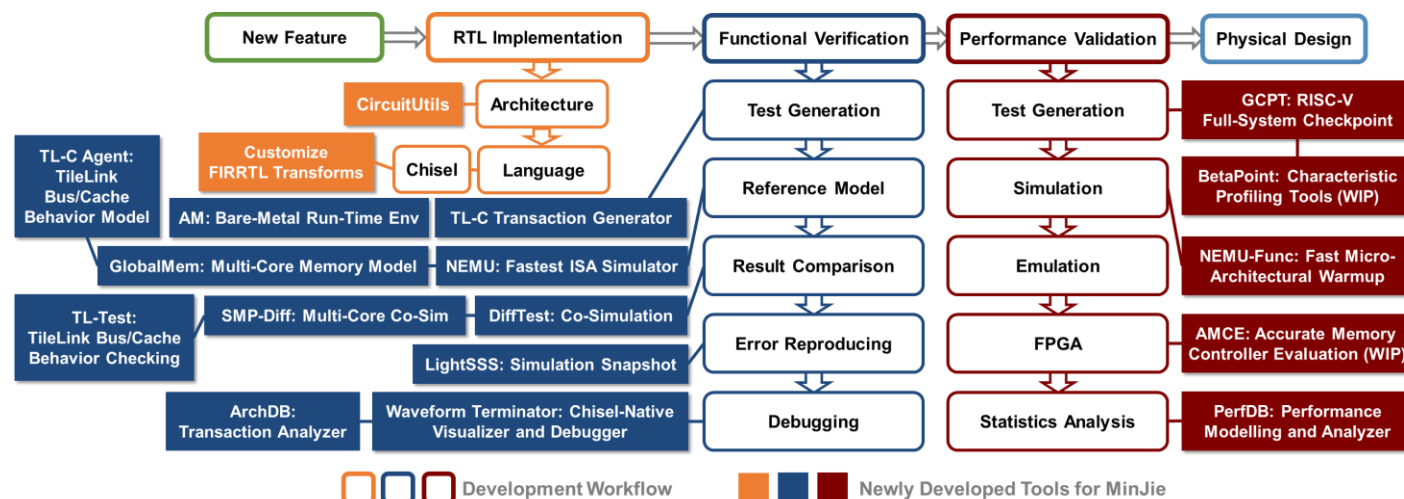 New Feature
RTL Implementation
Functional Verification
Performance Validation
Physical Design
CircuitUtils
Architecture
Customize
FIRRTL Transforms
Chisel
Language
TL-C Agent:
TileLink
Bus/Cache
Behavior Model
AM: Bare-Metal Run-Time Env
TL-C Transaction Generator
GlobalMem: Multi-Core Memory Model
NEMU: Fastest ISA Simulator
TL-Test:
TileLink Bus/Cache
Behavior Checking
SMP-Diff: Multi-Core Co-Sim
DiffTest: Co-Simulation
LightSSS: Simulation Snapshot
ArchDB:
Transaction Analyzer
Waveform Terminator: Chisel-Native
Visualizer and Debugger
Test Generation
Reference Model
Result Comparison
Error Reproducing
Debugging
Test Generation
Simulation
Emulation
FPGA
Statistics Analysis
GCPT: RISC-V
Full-System Checkpoint
BetaPoint: Characteristic
Profiling Tools (WIP)
NEMU-Func: Fast Micro-
Architectural Warmup
AMCE: Accurate Memory
Controller Evaluation (WIP)
PerfDB: Performance
Modelling and Analyzer
Development Workflow
Newly Developed Tools for MinJie